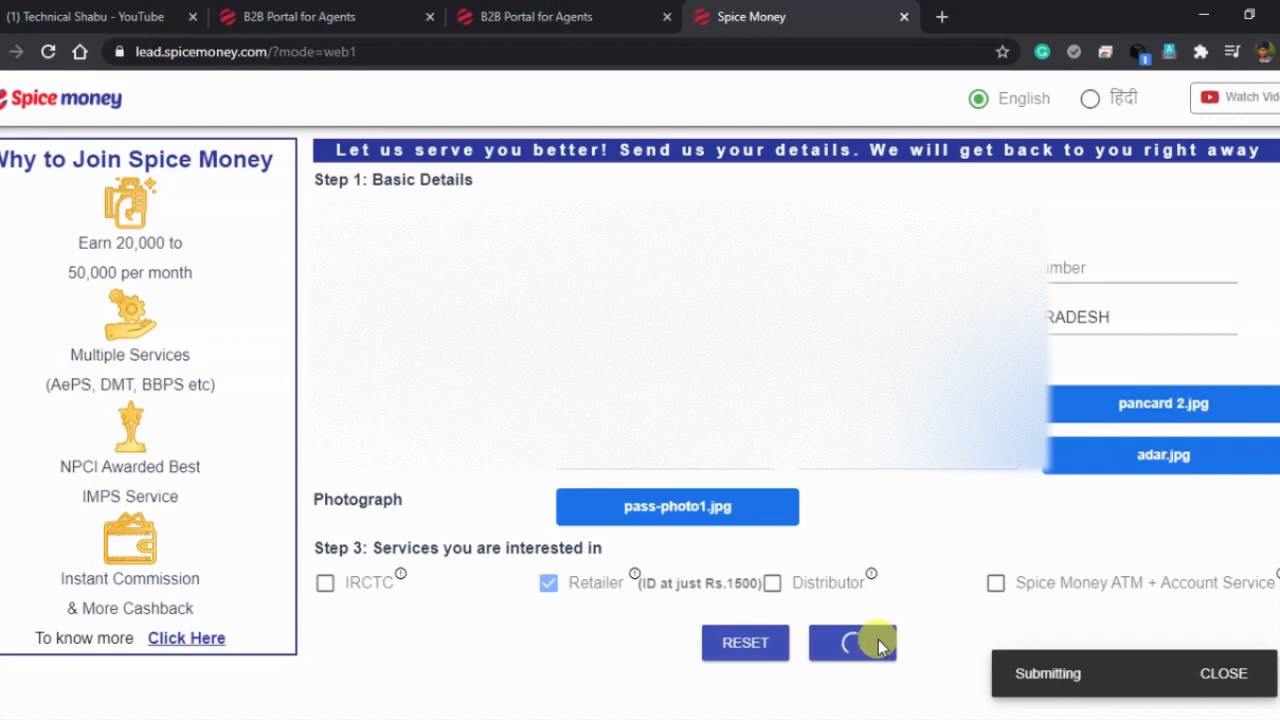 (1) Technical Shabu - YouTube
B2B Portal for Agents
B2B Portal for Agents
Spice Money
lead.spicemoney.com/?mode=web1
1
Spice money
English
हिंदी
Watch Vid
Why to Join Spice Money
Earn 20,000 to
50,000 per month
Multiple Services
(AePS, DMT, BBPS etc)
NPCI Awarded Best
IMPS Service
Instant Commission
& More Cashback
To know more Click Here
Let us serve you better! Send us your details. We will get back to you right away
Step 1: Basic Details
umber
RADESH
pancard 2.jpg
adar.jpg
Photograph
pass-photo1.jpg
Step 3: Services you are interested in
IRCTC
Retailer (ID at just Rs.1500)
Distributor
Spice Money ATM + Account Service
RESET
Submitting
CLOSE